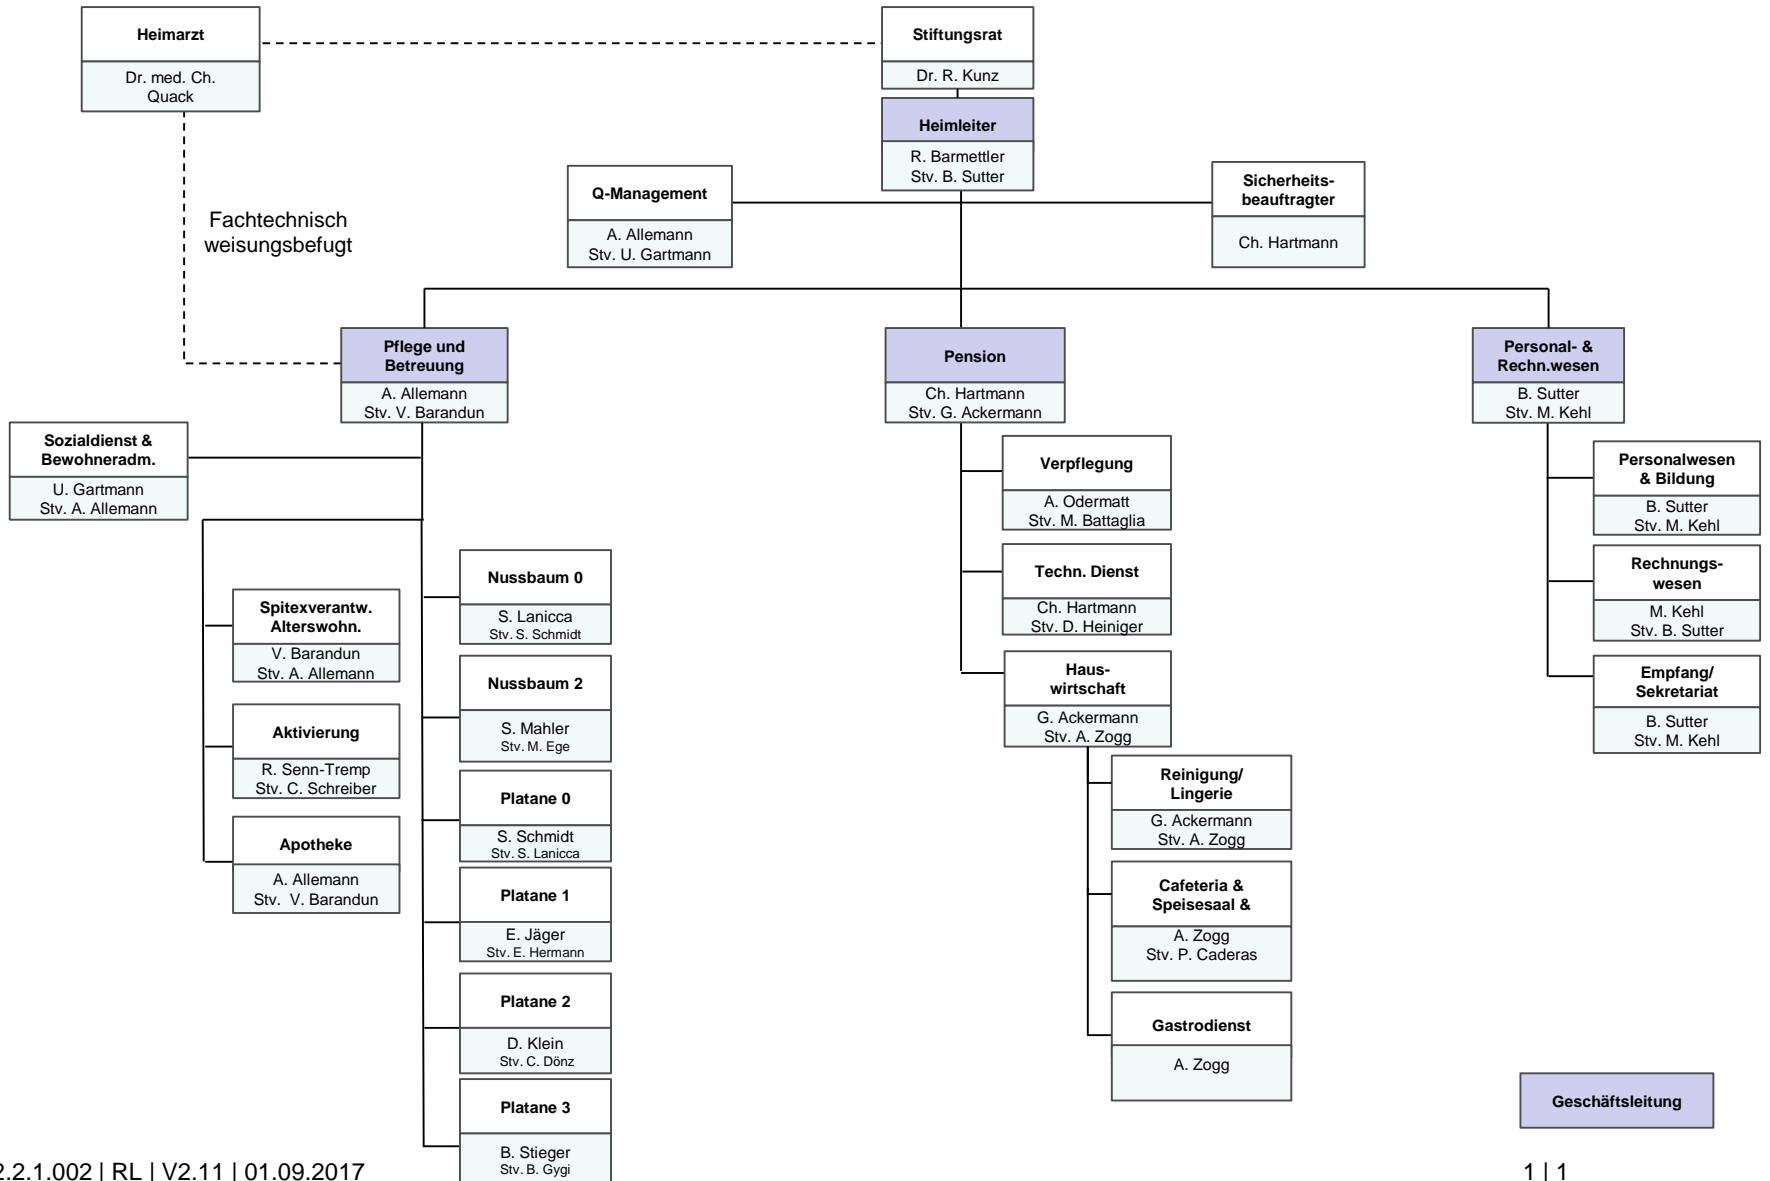 Heimarzt
Dr. med. Ch.
Quack
Stiftungsrat
Dr. R. Kunz
Heimleiter
R. Barmettler
Stv. B. Sutter
Q-Management
A. Allemann
Stv. U. Gartmann
Sicherheits-
beauftragter
Ch. Hartmann
Fachtechnisch
weisungsbefugt
Pflege und
Betreuung
A. Allemann
Stv. V. Barandun
Pension
Ch. Hartmann
Stv. G. Ackermann
Personal- &
Rechn.wesen
B. Sutter
Stv. M. Kehl
Sozialdienst &
Bewohneradm.
U. Gartmann
Stv. A. Allemann
Spitexverantw.
Alterswohn.
V. Barandun
Stv. A. Allemann
Aktivierung
R. Senn-Tremp
Stv. C. Schreiber
Apotheke
A. Allemann
Stv. V. Barandun
Nussbaum 0
S. Lanicca
Stv. S. Schmidt
Nussbaum 2
S. Mahler
Stv. M. Ege
Platane 0
S. Schmidt
Stv. S. Lanicca
Platane 1
E. Jäger
Stv. E. Hermann
Platane 2
D. Klein
Stv. C. Dönz
Platane 3
B. Stieger
Stv. B. Gygi
Verpflegung
A. Odermatt
Stv. M. Battaglia
Techn. Dienst
Ch. Hartmann
Stv. D. Heiniger
Haus-
wirtschaft
G. Ackermann
Stv. A. Zogg
Reinigung/
Lingerie
G. Ackermann
Stv. A. Zogg
Cafeteria &
Speisesaal &
A. Zogg
Stv. P. Caderas
Gastrodienst
A. Zogg
Personalwesen
& Bildung
B. Sutter
Stv. M. Kehl
Rechnungs-
wesen
M. Kehl
Stv. B. Sutter
Empfang/
Sekretariat
B. Sutter
Stv. M. Kehl
Geschäftsleitung
2.2.1.002 | RL | V2.11 | 01.09.2017
1 | 1